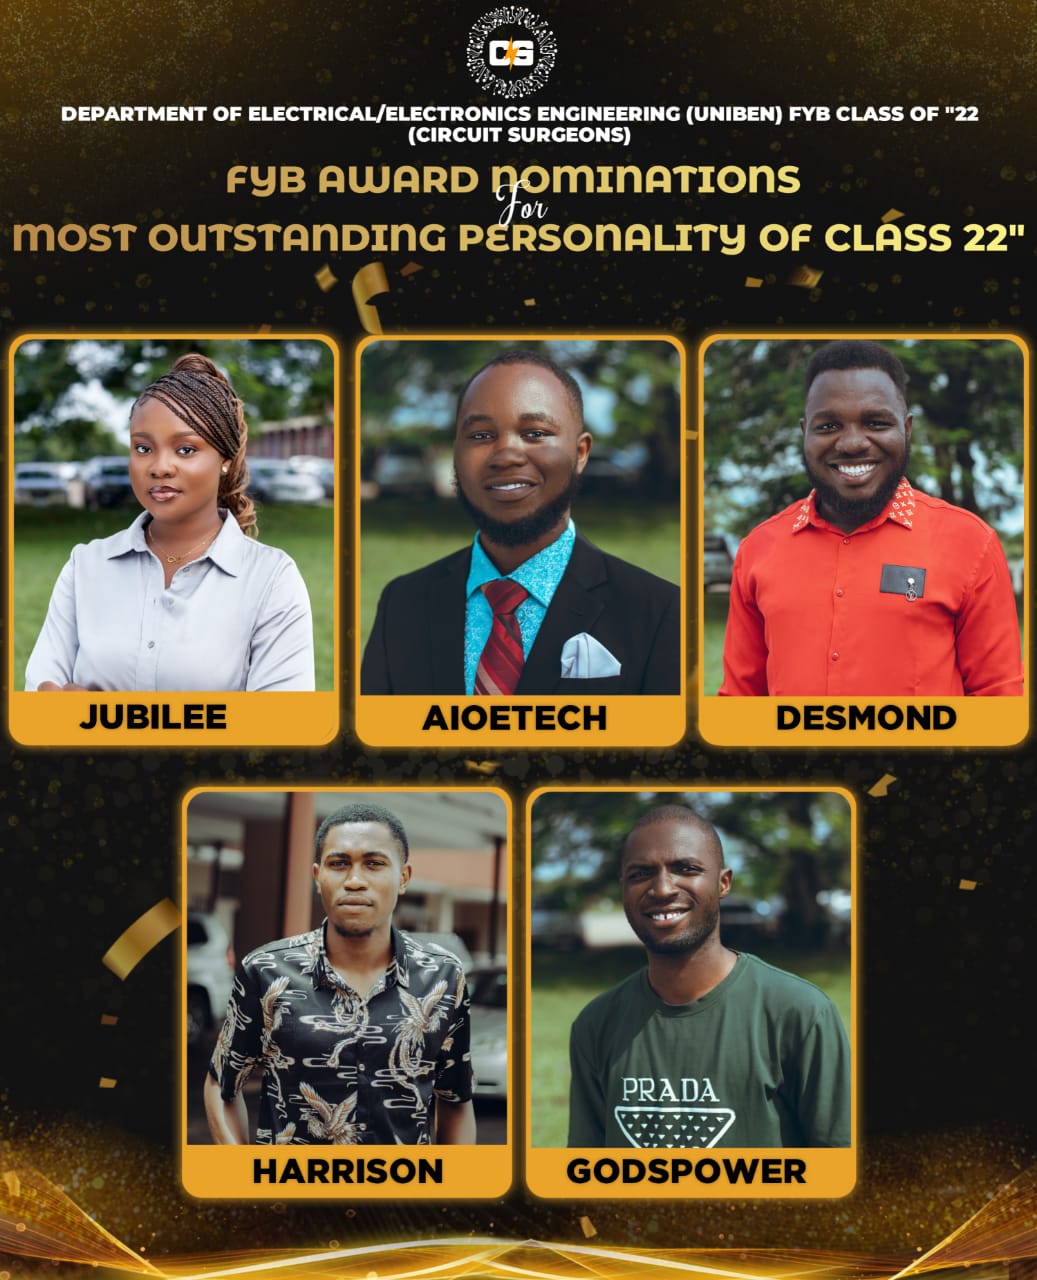 CS
DEPARTMENT OF ELECTRICAL/ELECTRONICS ENGINEERING (UNIBEN) FYB CLASS OF "22
(CIRCUIT SURGEONS)
FYB AWARD NOMINATIONS
For
MOST OUTSTANDING PERSONALITY OF CLASS 22"
JUBILEE
AIOETECH
DESMOND
PRADA
HARRISON
GODSPOWER